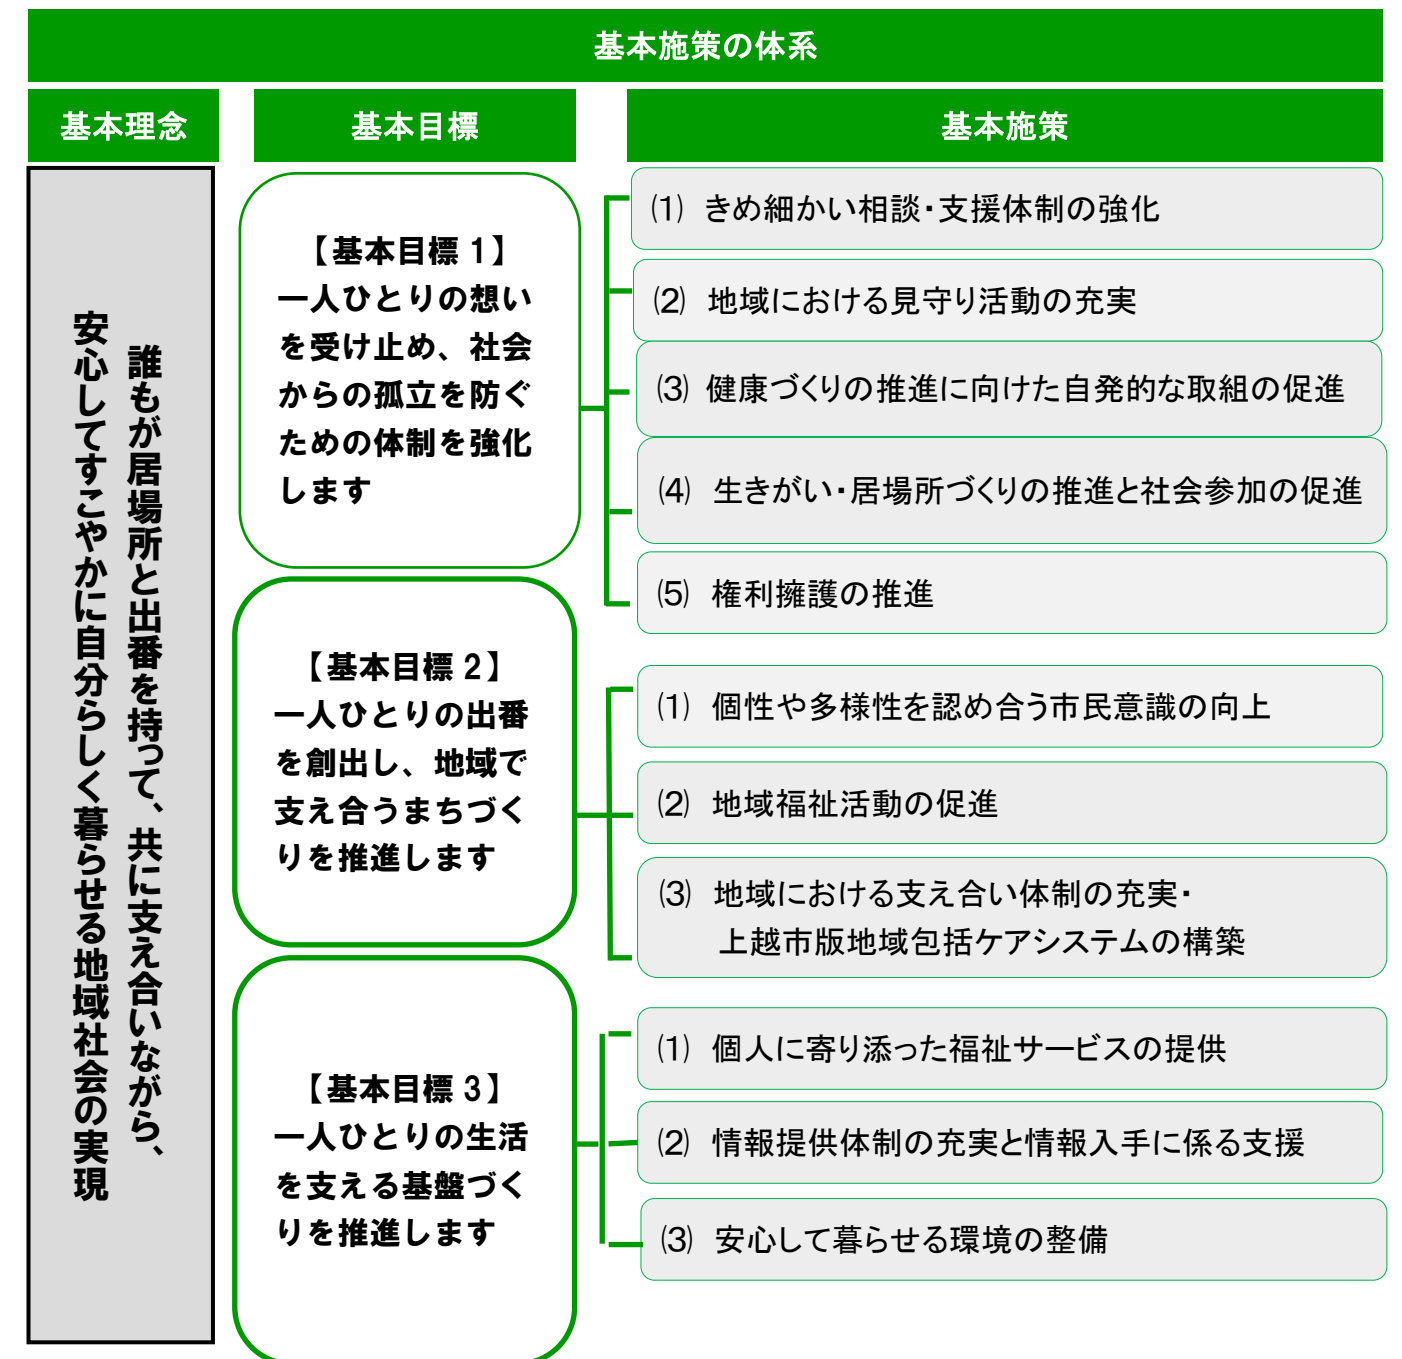 基本施策の体系
基本理念
基本目標
基本施策
誰もが居場所と出番を持って、共に支え合いながら、
安心してすこやかに自分らしく暮らせる地域社会の実現
【基本目標 1】
一人ひとりの想い
を受け止め、社会
からの孤立を防ぐ
ための体制を強化
します
⑴ きめ細かい相談・支援体制の強化
⑵ 地域における見守り活動の充実
⑶ 健康づくりの推進に向けた自発的な取組の促進
⑷ 生きがい・居場所づくりの推進と社会参加の促進
⑸ 権利擁護の推進
【基本目標 2】
一人ひとりの出番
を創出し、地域で
支え合うまちづく
りを推進します
⑴ 個性や多様性を認め合う市民意識の向上
⑵ 地域福祉活動の促進
⑶ 地域における支え合い体制の充実・
上越市版地域包括ケアシステムの構築
【基本目標 3】
一人ひとりの生活
を支える基盤づく
りを推進します
⑴ 個人に寄り添った福祉サービスの提供
⑵ 情報提供体制の充実と情報入手に係る支援
⑶ 安心して暮らせる環境の整備